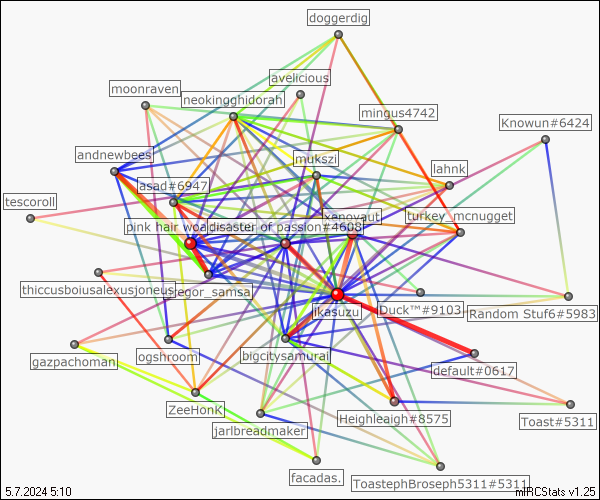 doggerdig
avelicious
moonraven
neokingghidorah
mingus4742
Knowun#6424
andnewbees
mukszi
lahnk
asad#6947
tescoroll
xenovaut
turkey_mcnugget
pink hair wo
disaster of passion#4608
thiccusboiusalexusjoneus
gregor_samsa
ikasuzu
Duck™#9103
Random Stuf6#5983
gazpachoman
ogshroom
bigcitysamurai
default#0617
ZeeHonK
jarlbreadmaker
Heighleaigh#8575
Toast#5311
facadas.
ToastephBroseph5311#5311
5.7.2024 5:10
mIRCStats v1.25